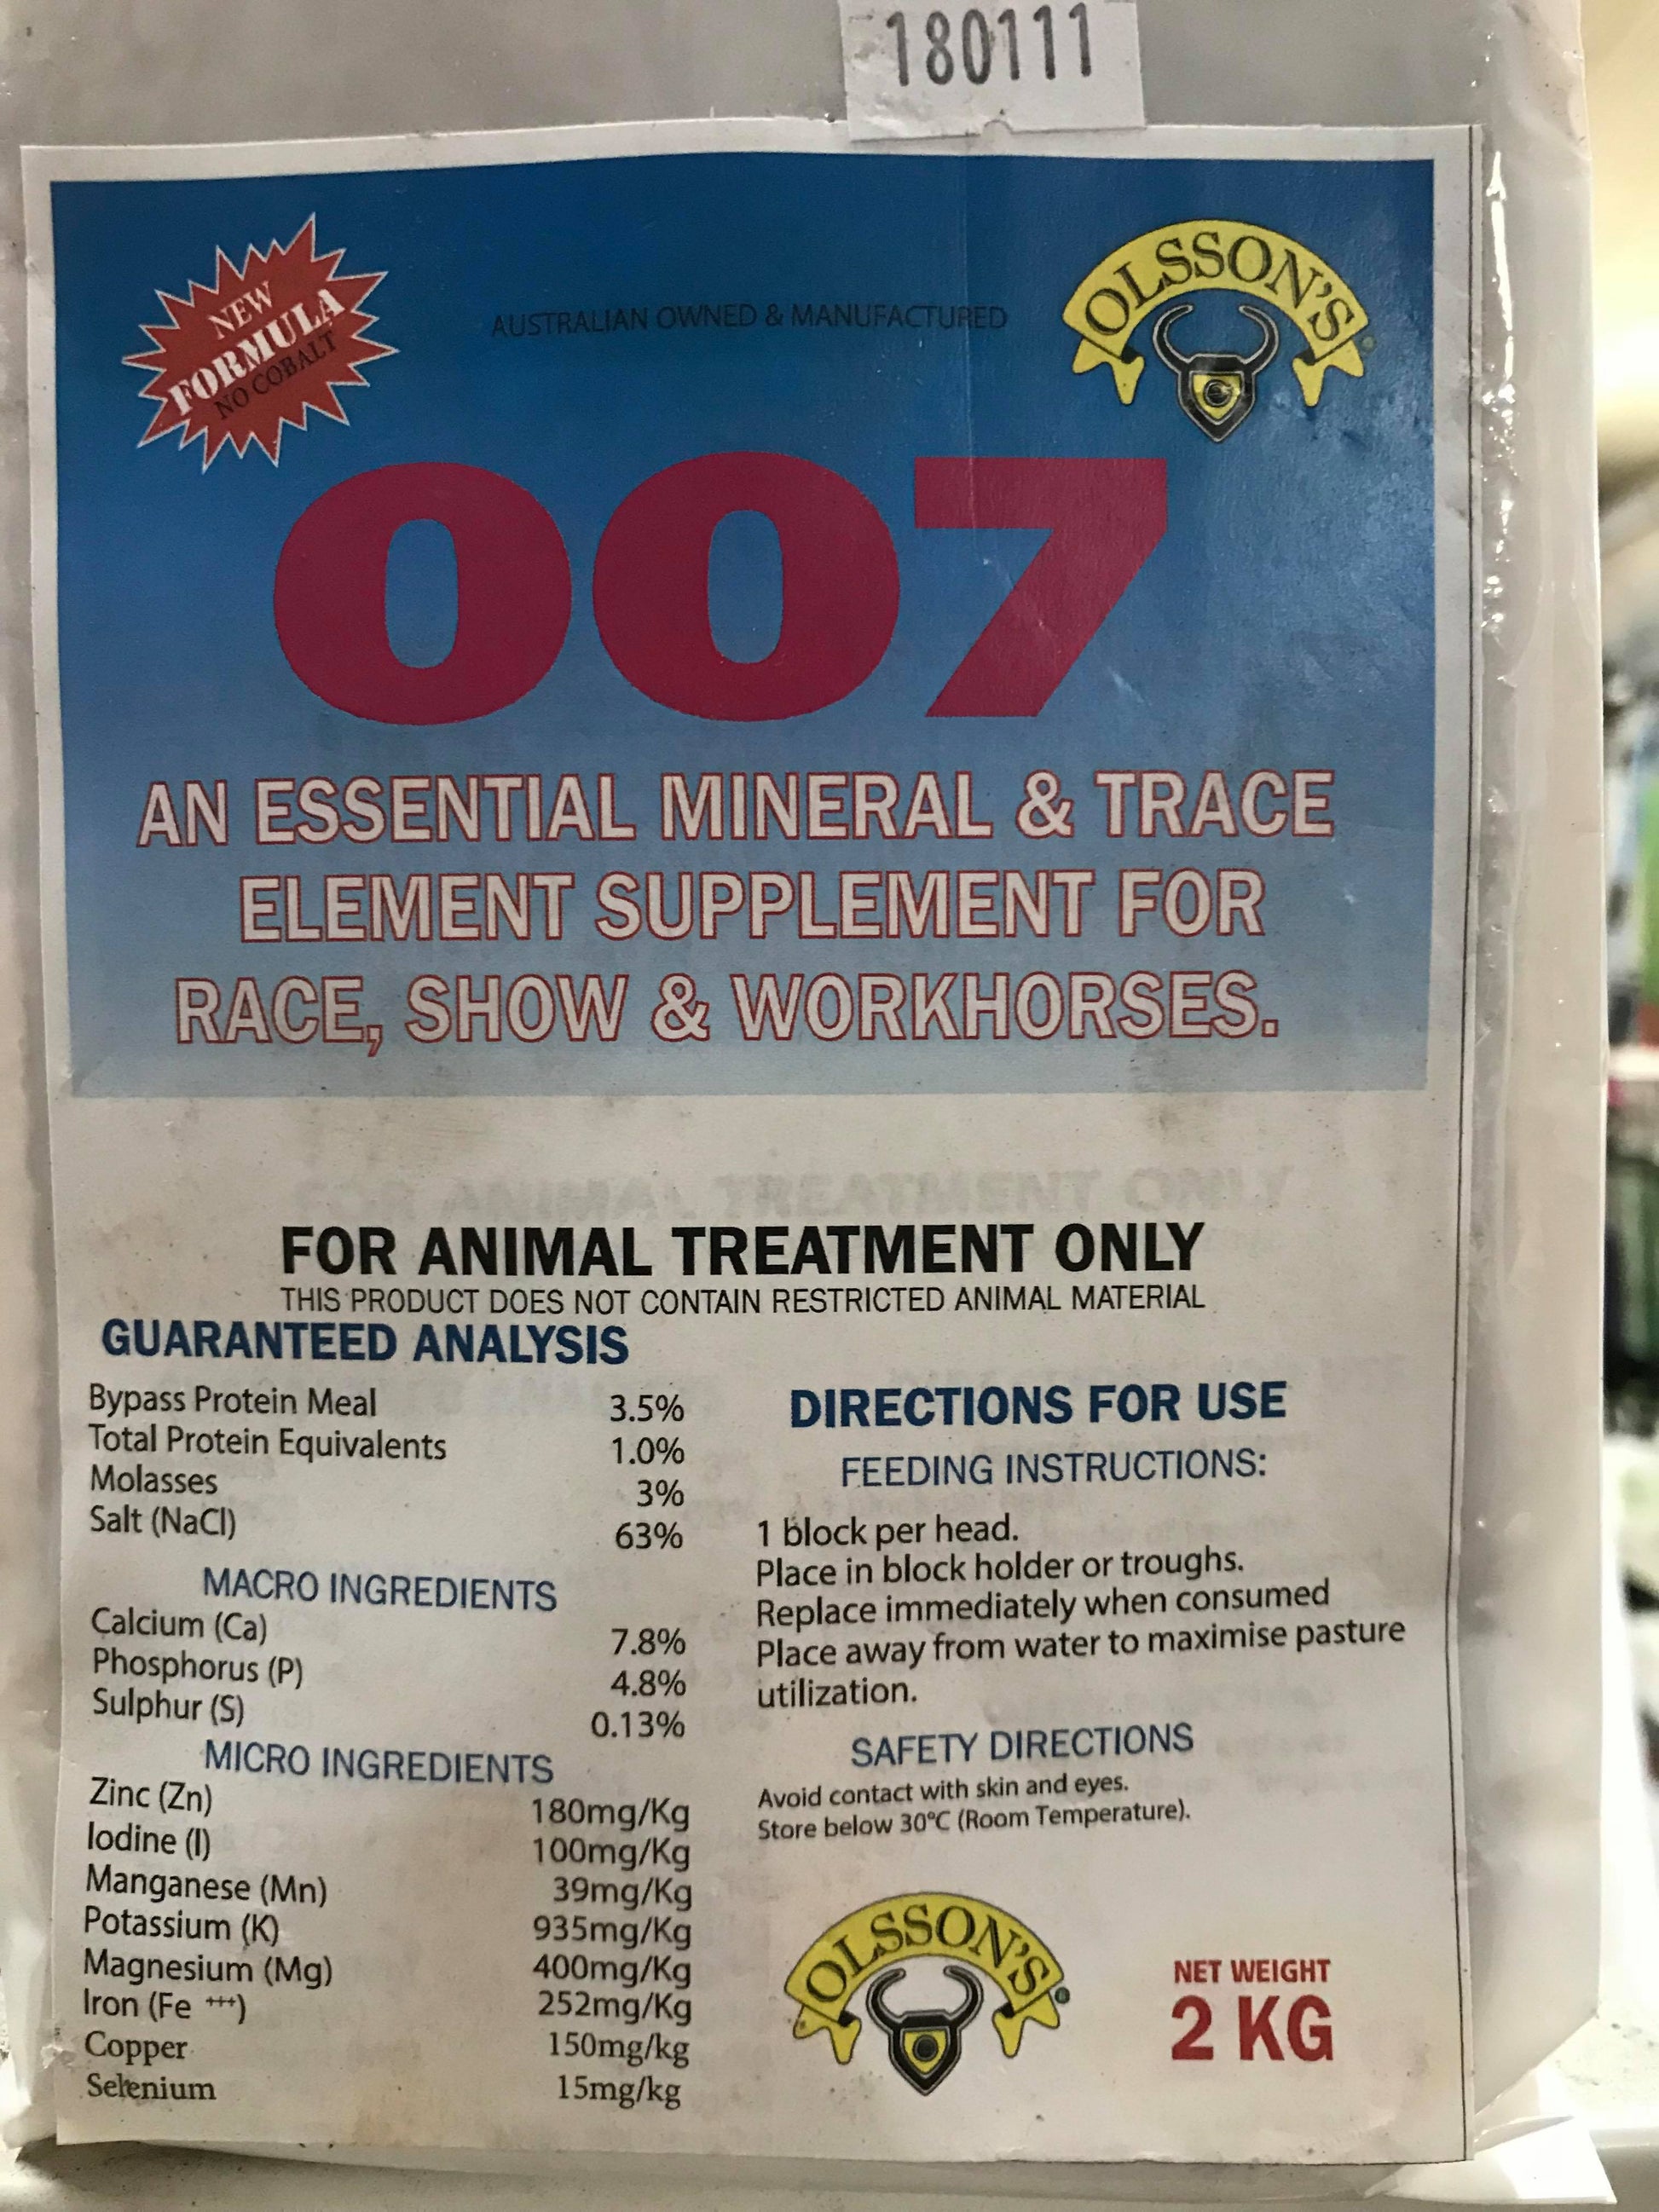 180111
NEW
FORMULA
NO COBALT
AUSTRALIAN OWNED & MANUFACTURED
OLSSON'S
007
AN ESSENTIAL MINERAL & TRACE
ELEMENT SUPPLEMENT FOR
RACE, SHOW & WORKHORSES.
FOR ANIMAL TREATMENT ONLY
THIS PRODUCT DOES NOT CONTAIN RESTRICTED ANIMAL MATERIAL
GUARANTEED ANALYSIS
Bypass Protein Meal 3.5%
Total Protein Equivalents 1.0%
Molasses 3%
Salt (NaCl) 63%
MACRO INGREDIENTS
Calcium (Ca) 7.8%
Phosphorus (P) 4.8%
Sulphur (S) 0.13%
MICRO INGREDIENTS
Zinc (Zn) 180mg/Kg
Iodine (I) 100mg/Kg
Manganese (Mn) 39mg/Kg
Potassium (K) 935mg/Kg
Magnesium (Mg) 400mg/Kg
Iron (Fe +++) 252mg/Kg
Copper 150mg/kg
Selenium 15mg/kg
DIRECTIONS FOR USE
FEEDING INSTRUCTIONS:
1 block per head.
Place in block holder or troughs.
Replace immediately when consumed
Place away from water to maximise pasture
utilization.
SAFETY DIRECTIONS
Avoid contact with skin and eyes.
Store below 30°C (Room Temperature).
OLSSON'S
NET WEIGHT
2 KG